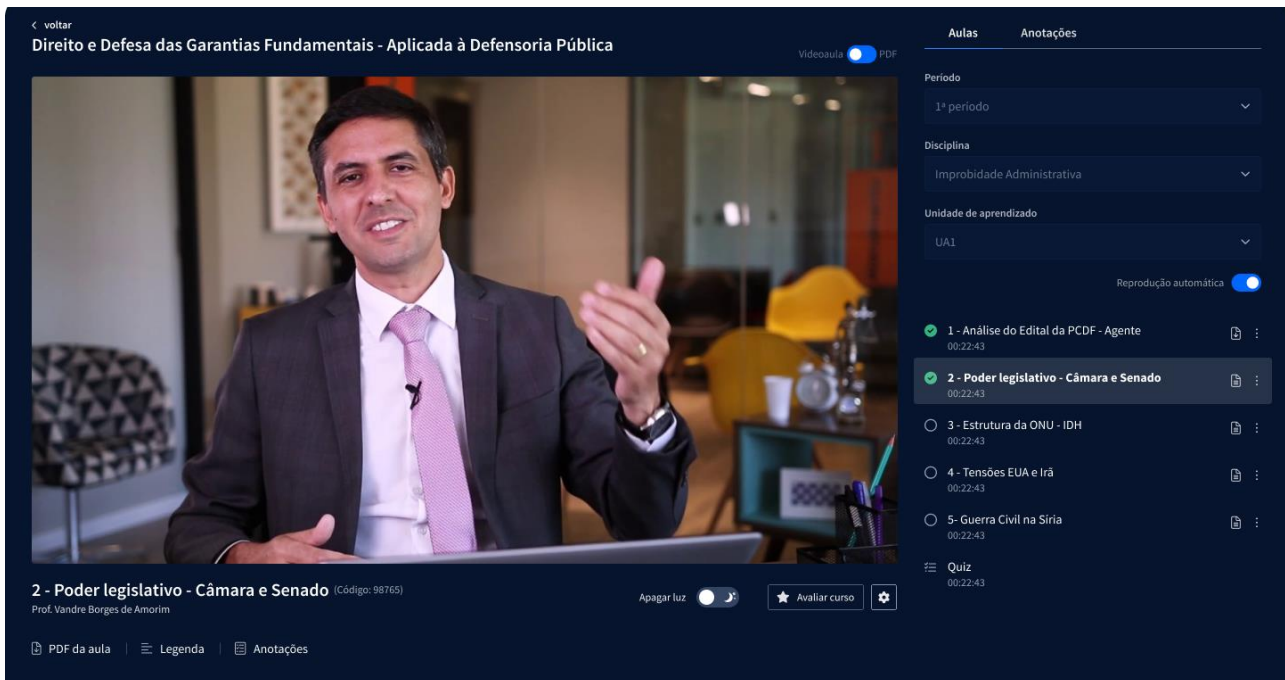 voltar
Direito e Defesa das Garantias Fundamentais - Aplicada à Defensoria Pública
Videoaula PDF
2 - Poder legislativo - Câmara e Senado (Código: 98765)
Prof. Vandre Borges de Amorim
Apagar luz
Avaliar curso
PDF da aula
Legenda
Anotações
Aulas
Anotações
Período
1ª período
Disciplina
Improbidade Administrativa
Unidade de aprendizado
UA1
Reprodução automática
1 - Análise do Edital da PCDF - Agente
00:22:43
2 - Poder legislativo - Câmara e Senado
00:22:43
3 - Estrutura da ONU - IDH
00:22:43
4 - Tensões EUA e Irã
00:22:43
5- Guerra Civil na Síria
00:22:43
Quiz
00:22:43